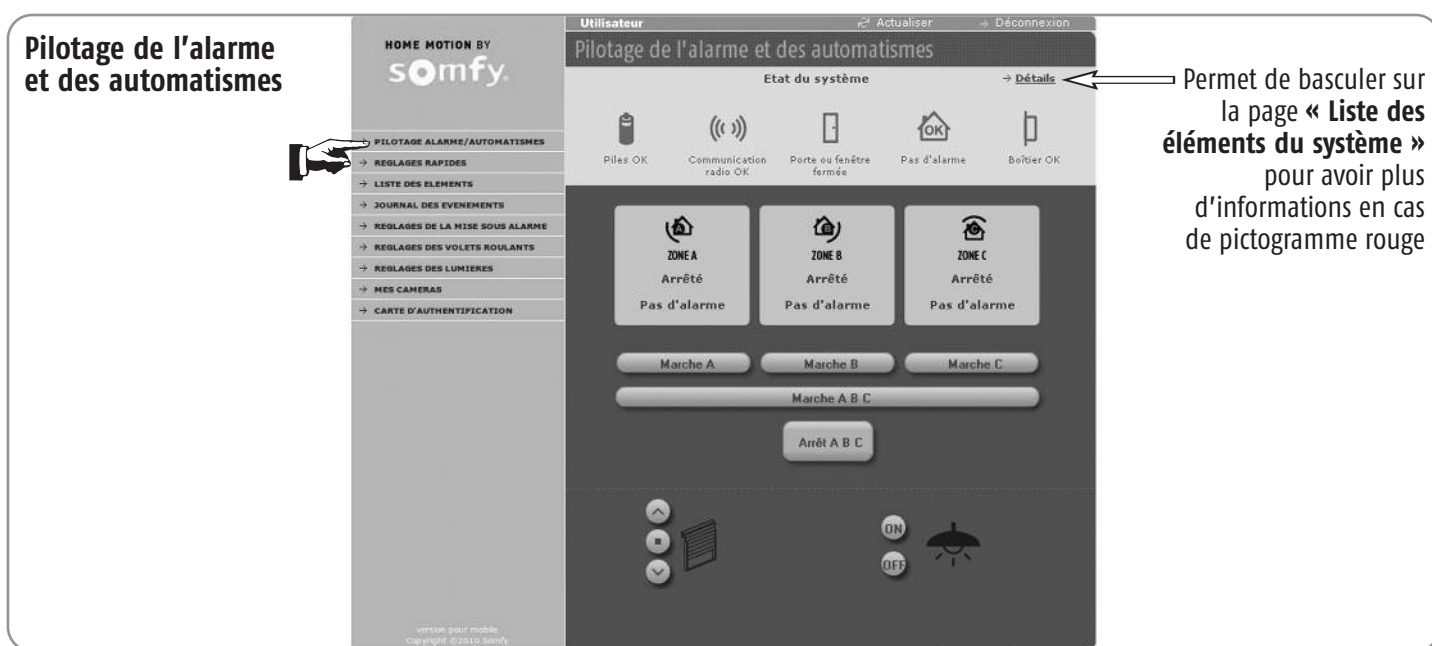 Pilotage de l'alarme
et des automatismes
HOME MOTION BY
somfy.
→ PILOTAGE ALARME/AUTOMATISMES
→ REGLAGES RAPIDES
→ LISTE DES ELEMENTS
→ JOURNAL DES EVENEMENTS
→ REGLAGES DE LA MISE SOUS ALARME
→ REGLAGES DES VOLETS ROULANTS
→ REGLAGES DES LUMIERES
→ MES CAMERAS
→ CARTE D'AUTHENTIFICATION
version pour mobile
Copyright ©2010 Somfy
Utilisateur Actualiser → Déconnexion
Pilotage de l'alarme et des automatismes
Etat du système → Détails
OK
Piles OK Communication radio OK Porte ou fenêtre fermée Pas d'alarme Boîtier OK
A B C
ZONE A ZONE B ZONE C
Arrêté Arrêté Arrêté
Pas d'alarme Pas d'alarme Pas d'alarme
Marche A Marche B Marche C
Marche A B C
Arrêt A B C
ON
OFF
Permet de basculer sur
la page « Liste des
éléments du système »
pour avoir plus
d'informations en cas
de pictogramme rouge